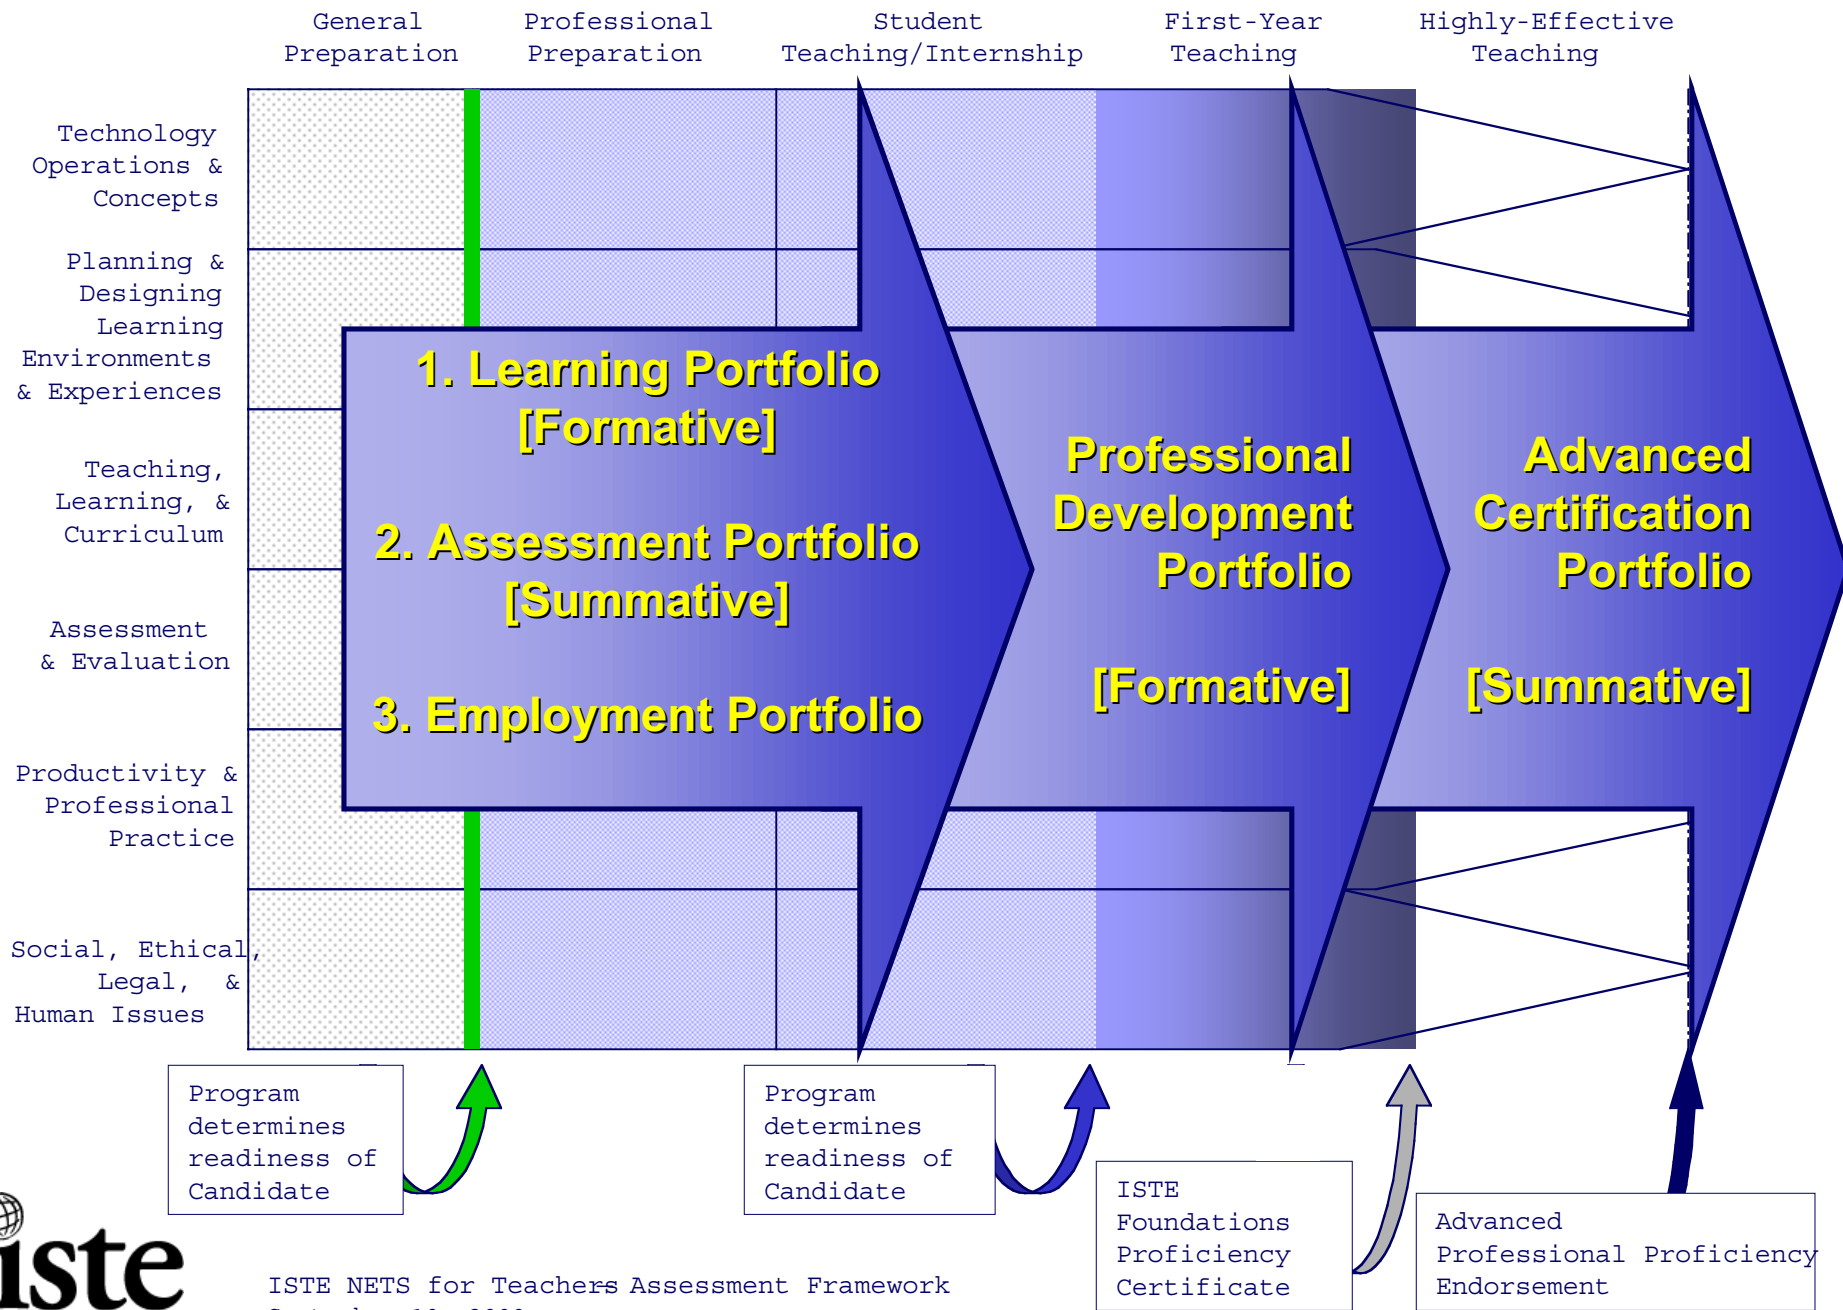 General
Preparation
Professional
Preparation
Student
Teaching/Internship
First-Year
Teaching
Highly-Effective
Teaching
Technology
Operations &
Concepts
Planning &
Designing
Learning
Environments
& Experiences
Teaching,
Learning, &
Curriculum
Assessment
& Evaluation
Productivity &
Professional
Practice
Social, Ethical,
Legal, &
Human Issues
1. Learning Portfolio
[Formative]
2. Assessment Portfolio
[Summative]
3. Employment Portfolio
Professional
Development
Portfolio
[Formative]
Advanced
Certification
Portfolio
[Summative]
Program
determines
readiness of
Candidate
Program
determines
readiness of
Candidate
ISTE
Foundations
Proficiency
Certificate
Advanced
Professional Proficiency
Endorsement
iste
ISTE NETS for Teachers Assessment Framework